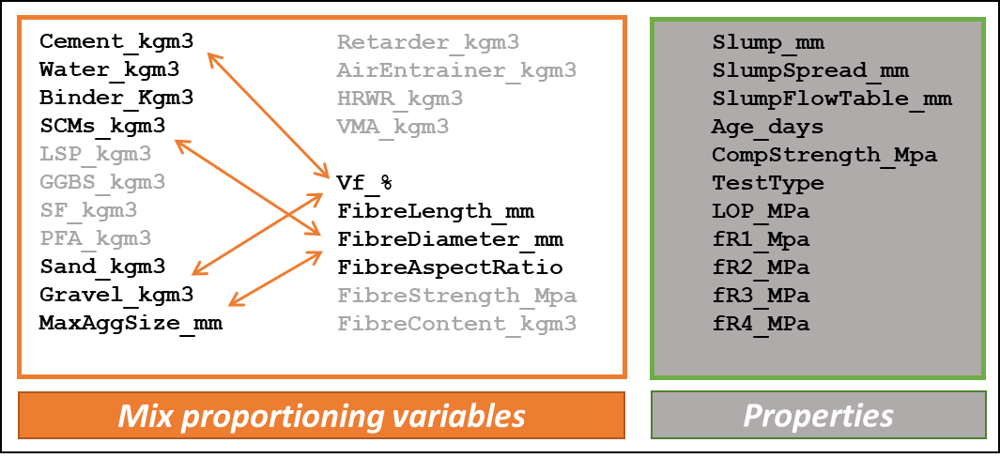 Cement_kgm3
Water_kgm3
Binder_Kgm3
SCMs_kgm3
LSP_kgm3
GGBS_kgm3
SF_kgm3
PFA_kgm3
Sand_kgm3
Gravel_kgm3
MaxAggSize_mm
Retarder_kgm3
AirEntrainer_kgm3
HRWR_kgm3
VMA_kgm3
Vf_%
FibreLength_mm
FibreDiameter_mm
FibreAspectRatio
FibreStrength_Mpa
FibreContent_kgm3
Mix proportioning variables
Slump_mm
SlumpSpread_mm
SlumpFlowTable_mm
Age_days
CompStrength_Mpa
TestType
LOP_MPa
fR1_Mpa
fR2_MPa
fR3_MPa
fR4_MPa
Properties